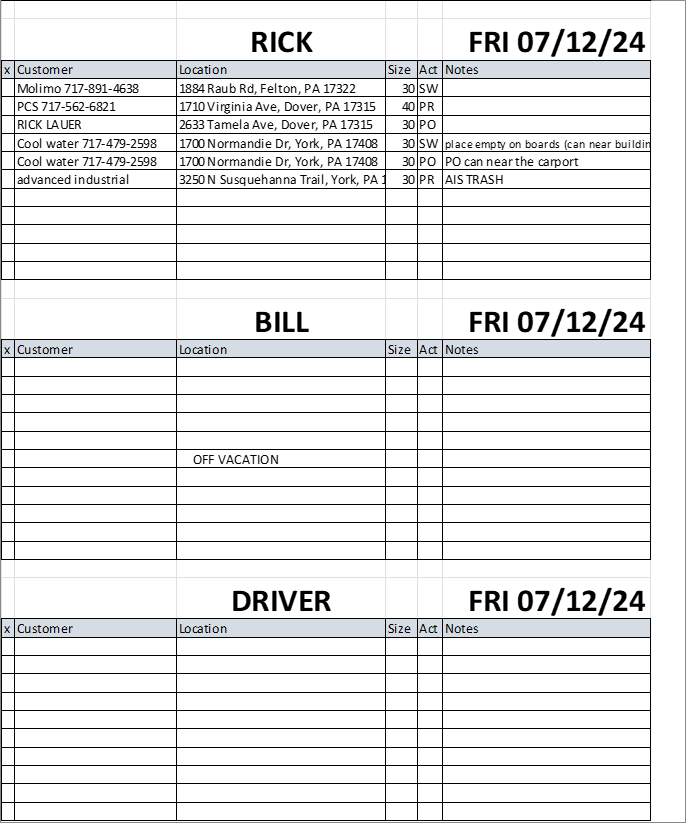 RICK FRI 07/12/24
x Customer Location Size Act Notes
Molimo 717-891-4638 1884 Raub Rd, Felton, PA 17322 30 SW
PCS 717-562-6821 1710 Virginia Ave, Dover, PA 17315 40 PR
RICK LAUER 2633 Tamela Ave, Dover, PA 17315 30 PO
Cool water 717-479-2598 1700 Normandie Dr, York, PA 17408 30 SW place empty on boards (can near buildin
Cool water 717-479-2598 1700 Normandie Dr, York, PA 17408 30 PO PO can near the carport
advanced industrial 3250 N Susquehanna Trail, York, PA 1 30 PR AIS TRASH
BILL FRI 07/12/24
x Customer Location Size Act Notes
OFF VACATION
DRIVER FRI 07/12/24
x Customer Location Size Act Notes